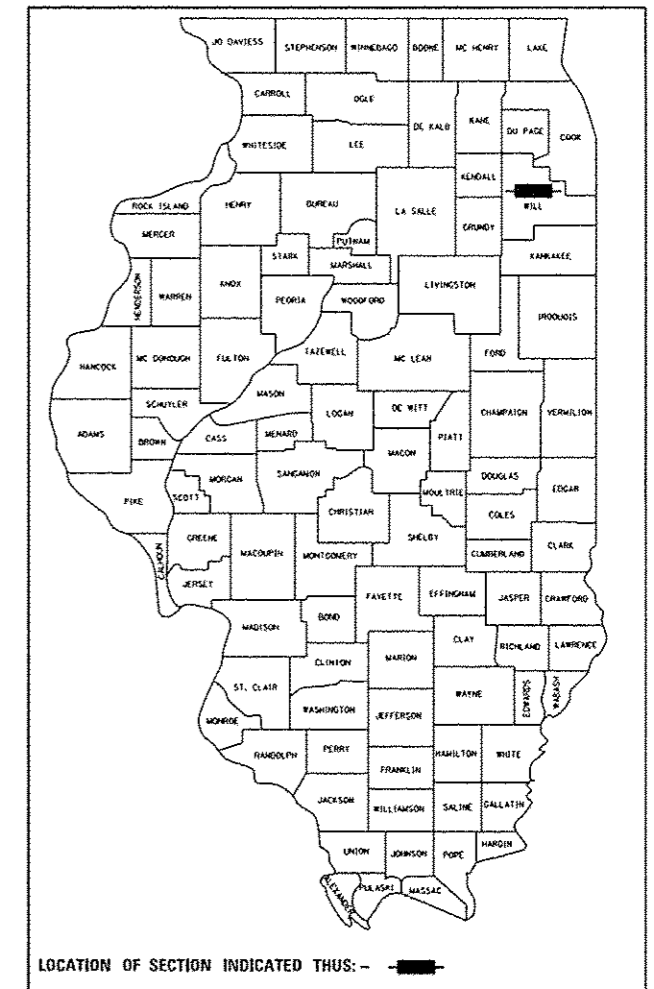 JO DAVIESS STEPHENSON WINNEBAGO BOONE MC HENRY LAKE
CARROLL OGLE DE KALB KANE DU PAGE COOK
WHITESIDE LEE KENDALL WILL
ROCK ISLAND HENRY BUREAU LA SALLE GRUNDY
MERCER PUTNAM KANKAKEE
STARK MARSHALL
HENDERSON WARREN KNOX PEORIA WOODFORD LIVINGSTON IROQUOIS
HANCOCK MC DONOUGH FULTON TAZEWELL MC LEAN FORD
MASON
SCHUYLER LOGAN DE WITT CHAMPAIGN VERMILION
ADAMS BROWN CASS MENARD PIATT
MACON
MORGAN SANGAMON DOUGLAS
PIKE SCOTT CHRISTIAN MOULTRIE COLES EDGAR
GREENE SHELBY
CALHOUN MACOUPIN MONTGOMERY CUMBERLAND CLARK
JERSEY FAYETTE EFFINGHAM JASPER CRAWFORD
MADISON BOND
CLAY RICHLAND LAWRENCE
CLINTON MARION
ST. CLAIR WAYNE EDWARDS WABASH
WASHINGTON JEFFERSON
MONROE
RANDOLPH PERRY HAMILTON WHITE
FRANKLIN
JACKSON WILLIAMSON SALINE GALLATIN
UNION JOHNSON POPE HARDIN
ALEXANDER PULASKI MASSAC
LOCATION OF SECTION INDICATED THUS: -